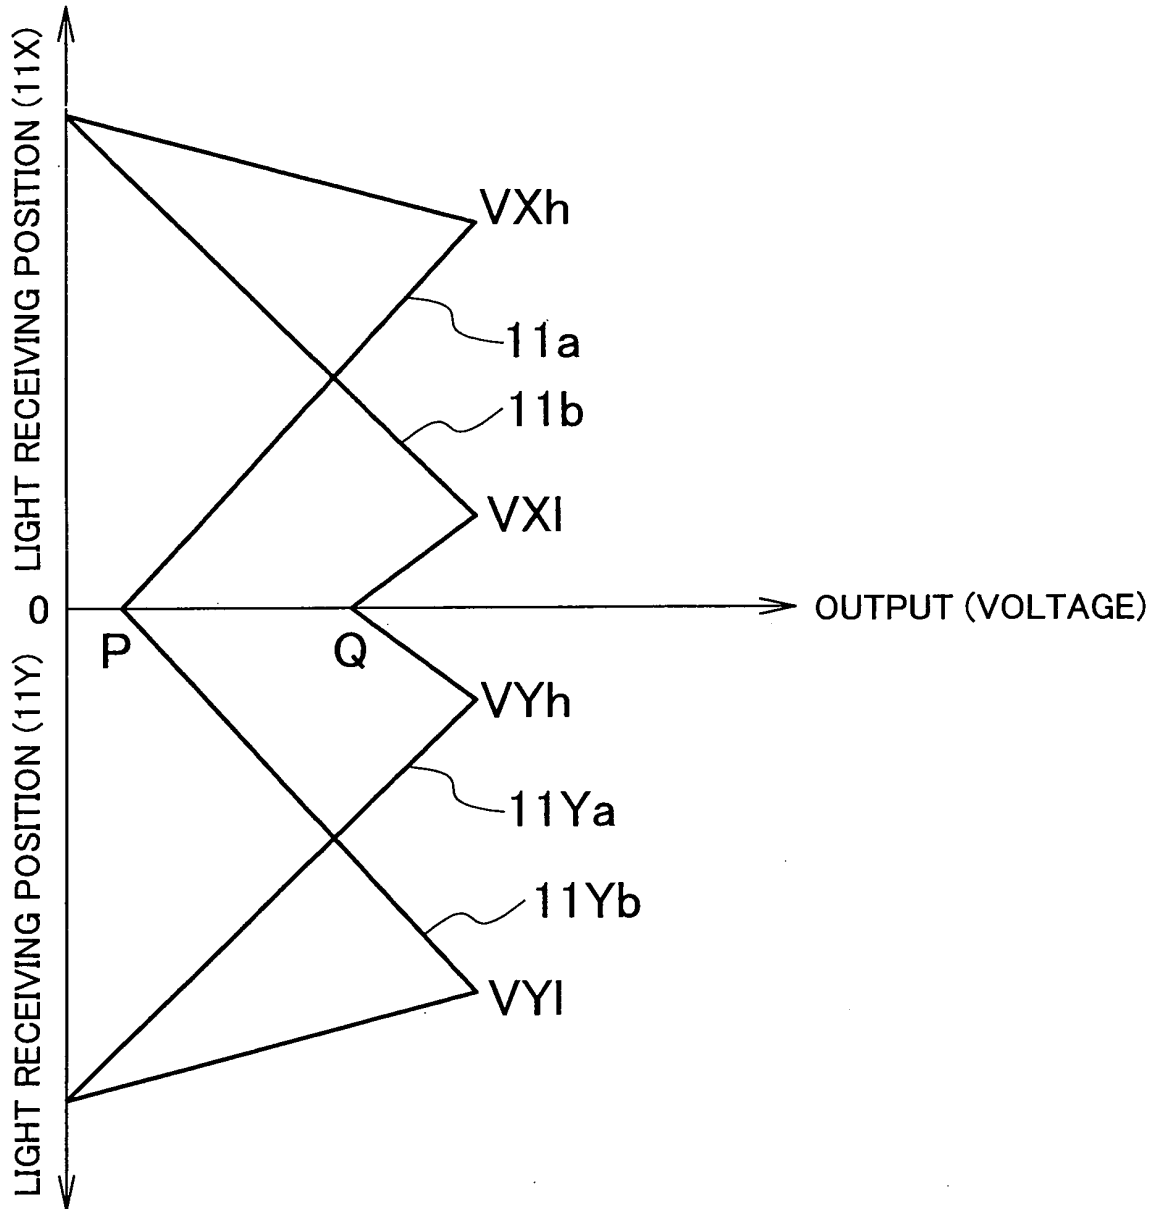 LIGHT RECEIVING POSITION (11X)
VXh
11a
11b
VXl
0
P
Q
OUTPUT (VOLTAGE)
LIGHT RECEIVING POSITION (11Y)
VYh
11Ya
11Yb
VYl